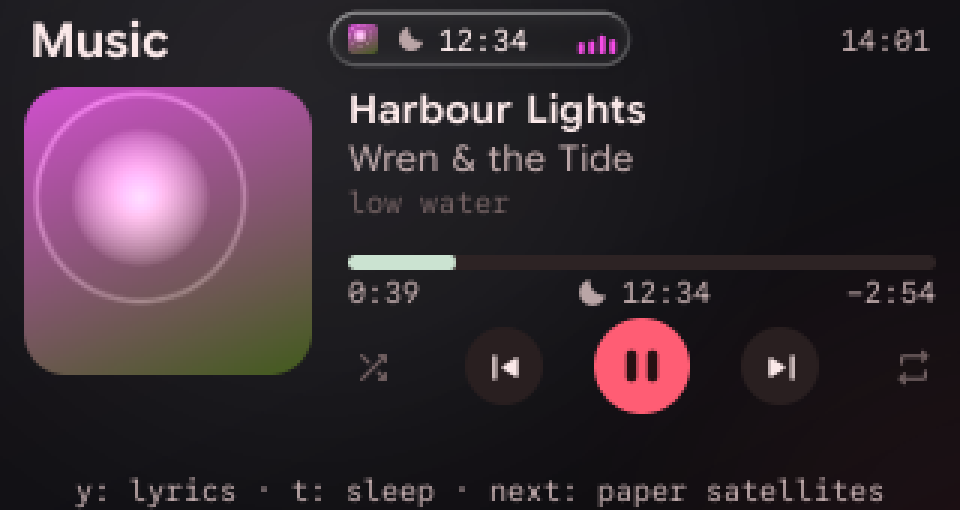 Music
12:34
14:01
Harbour Lights
Wren & the Tide
low water
0:39
12:34
-2:54
y: lyrics · t: sleep · next: paper satellites